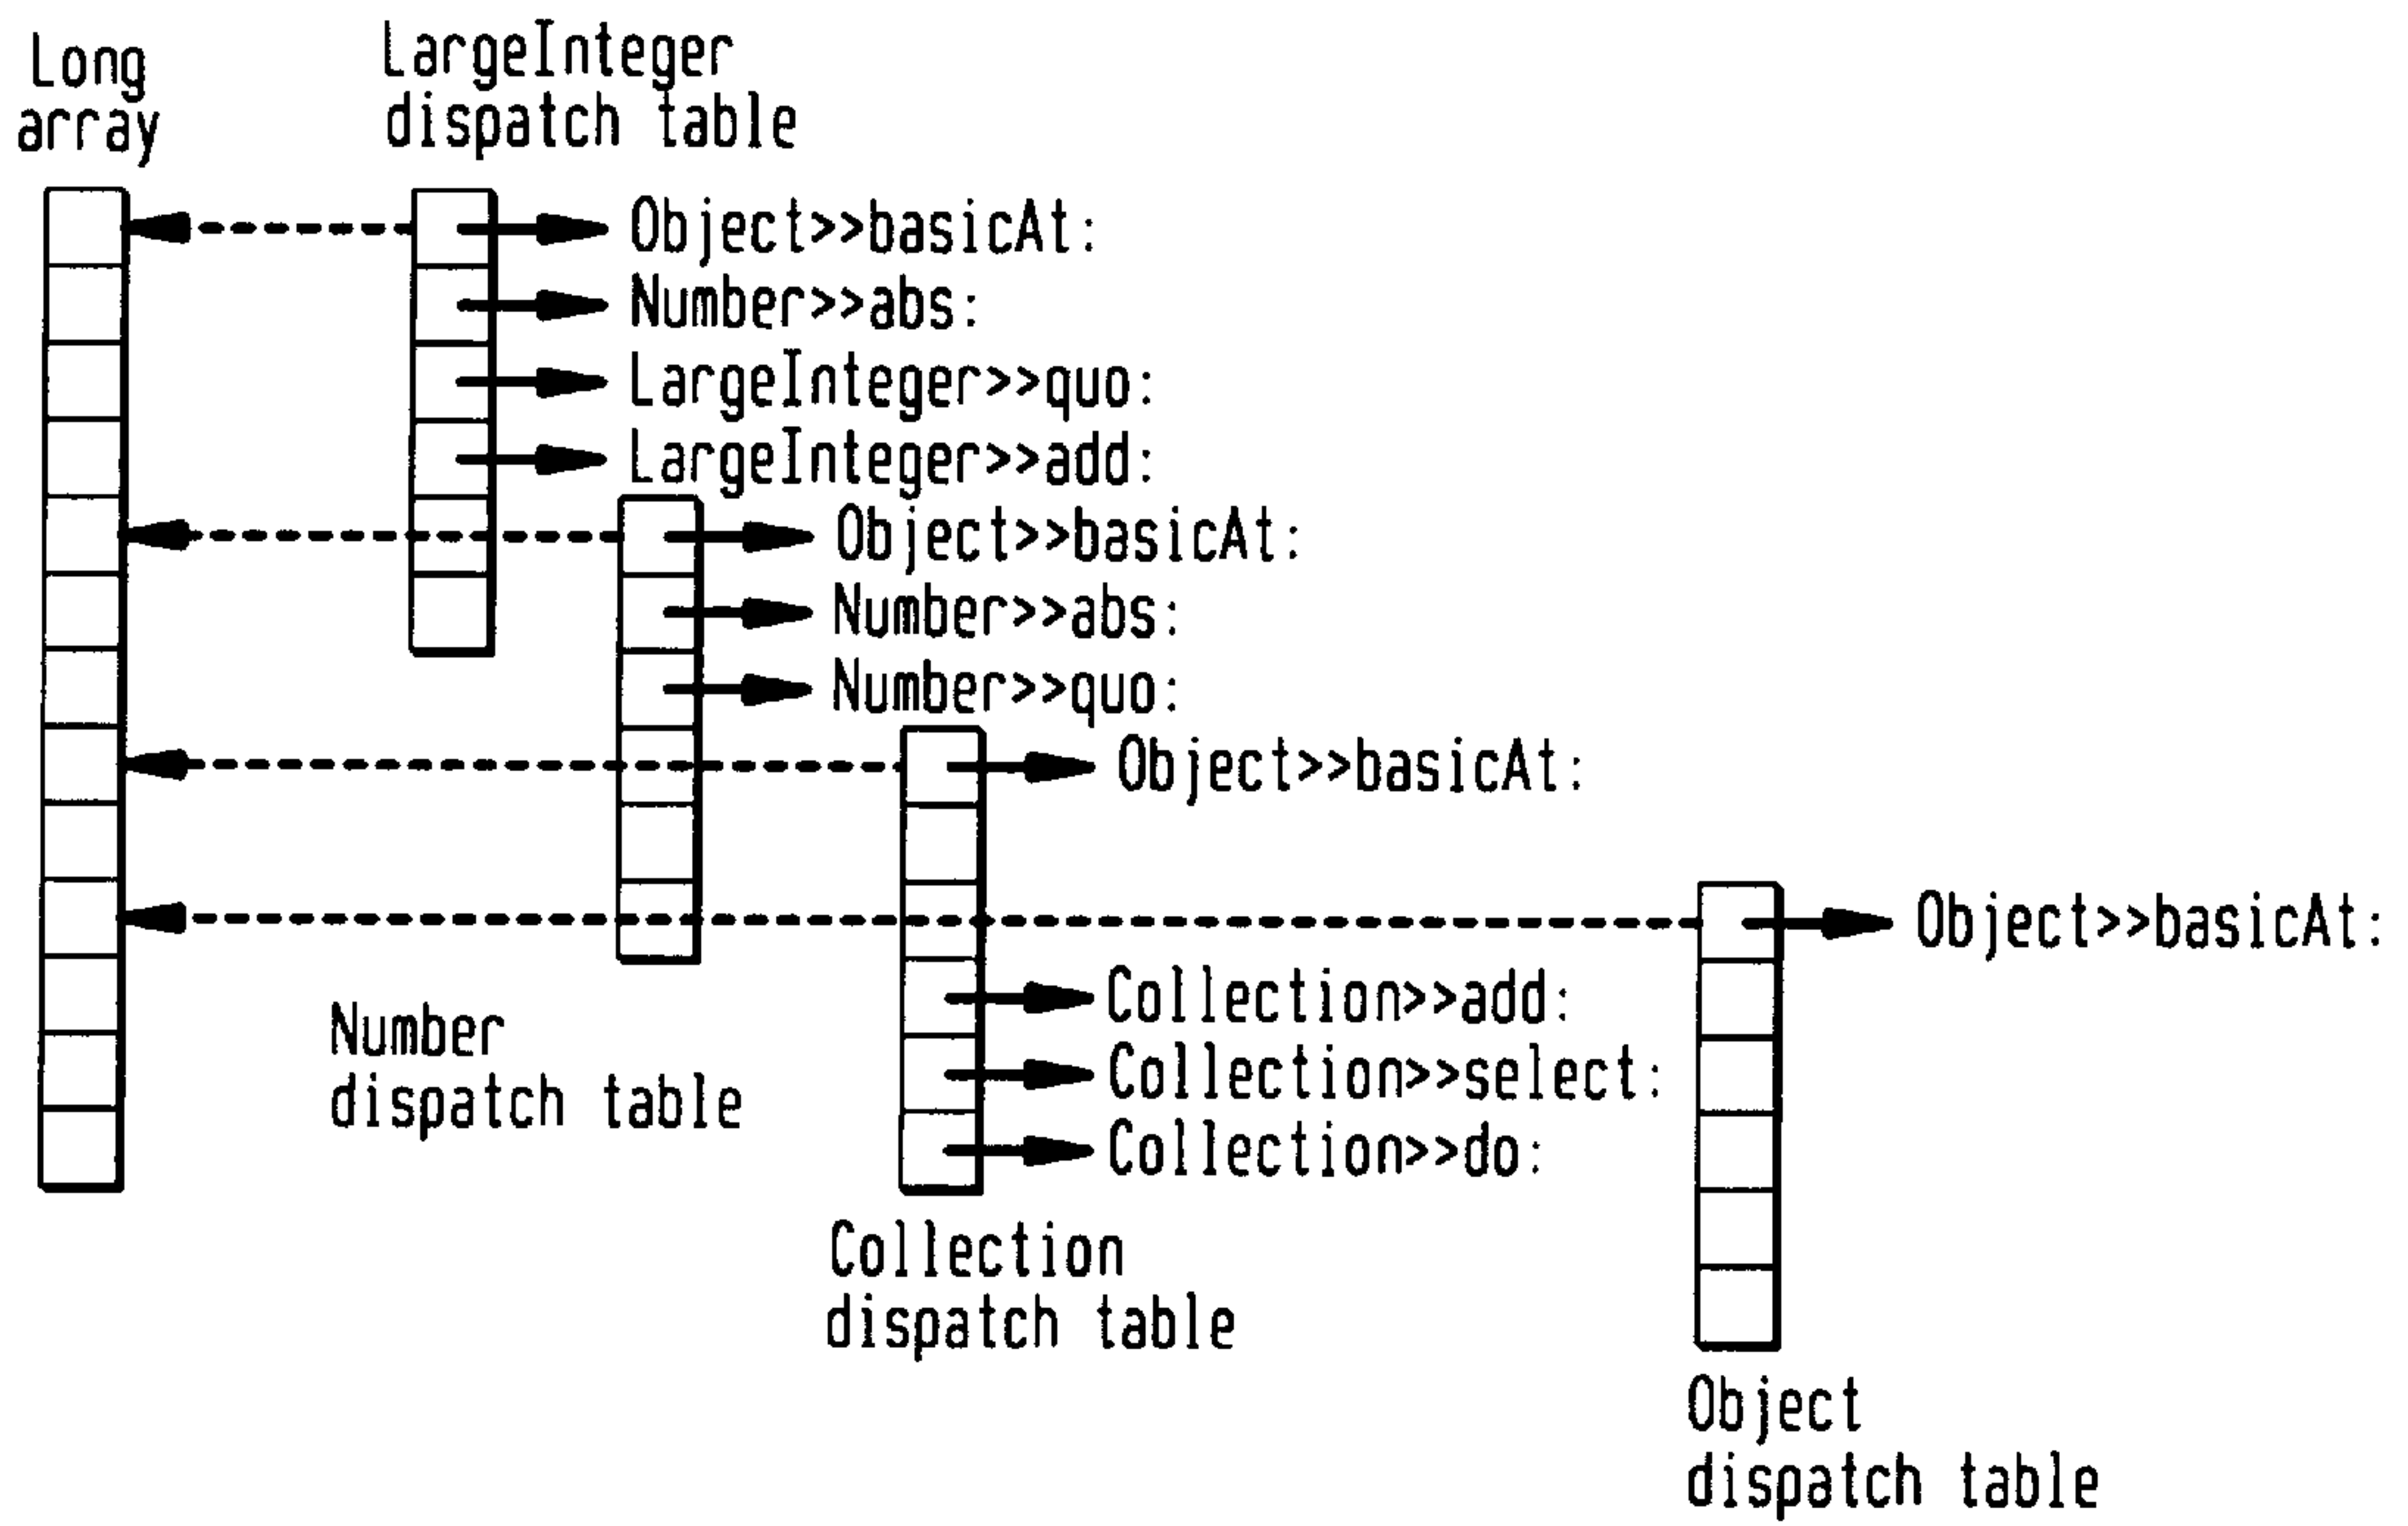 Long
array
LargeInteger
dispatch table
Object>>basicAt:
Number>>abs:
LargeInteger>>quo:
LargeInteger>>add:
Object>>basicAt:
Number>>abs:
Number>>quo:
Object>>basicAt:
Object>>basicAt:
Collection>>add:
Collection>>select:
Collection>>do:
Number
dispatch table
Collection
dispatch table
Object
dispatch table